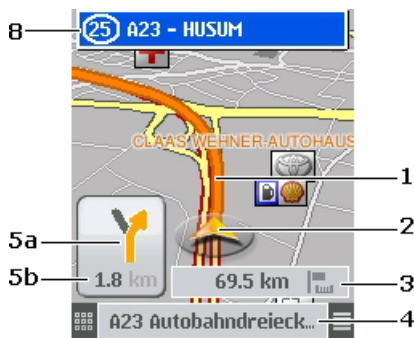 8
25 A23 - HUSUM
CLAAS WEHNER AUTOHAUS
1
2
5a
5b
1.8 km
69.5 km
3
A23 Autobahndreieck...
4